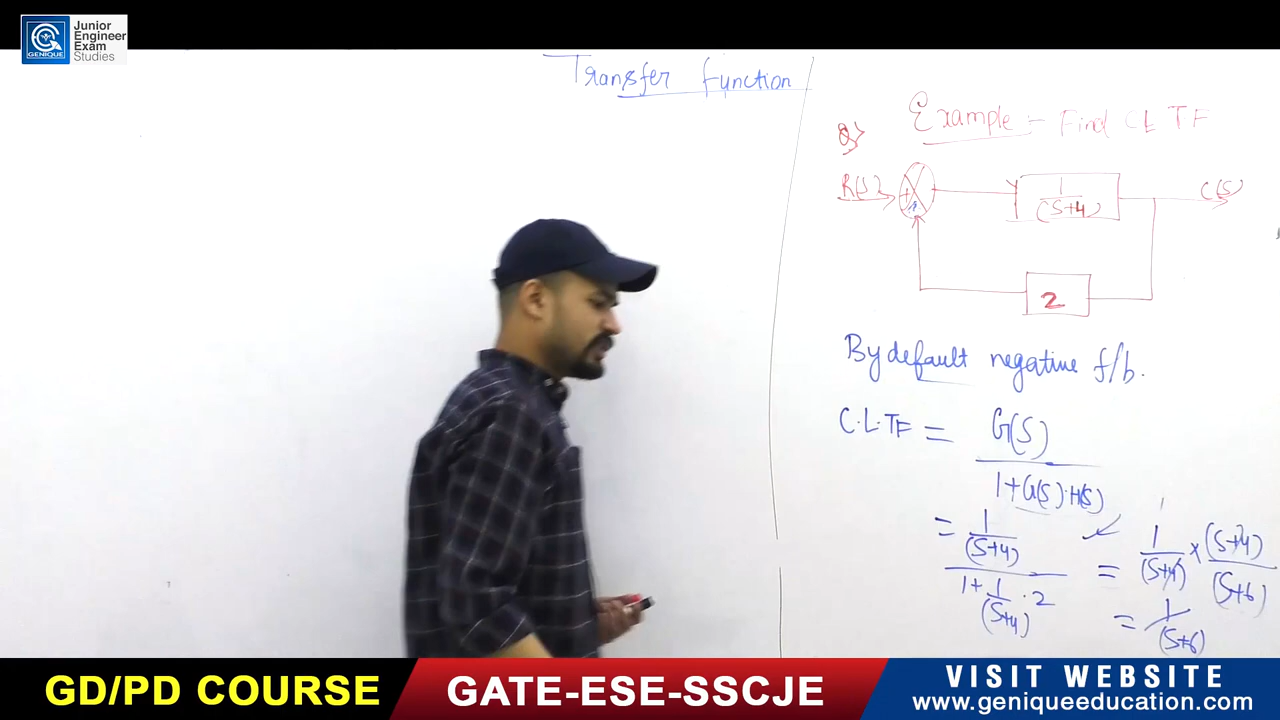 GENIQUE
Junior
Engineer
Exam
Studies
Transfer function
Q) Example:- Find CL TF
R(S)
+
1/(S+4)
C(S)
2
By default negative f/b.
C.L.TF = G(S)/1+G(S).H(S)
= 1/(S+4)/1+1/(S+4).2
= 1/(S+4) × (S+4)/(S+6)
= 1/(S+6)
GD/PD COURSE
GATE-ESE-SSCJE
VISIT WEBSITE
www.geniqueeducation.com